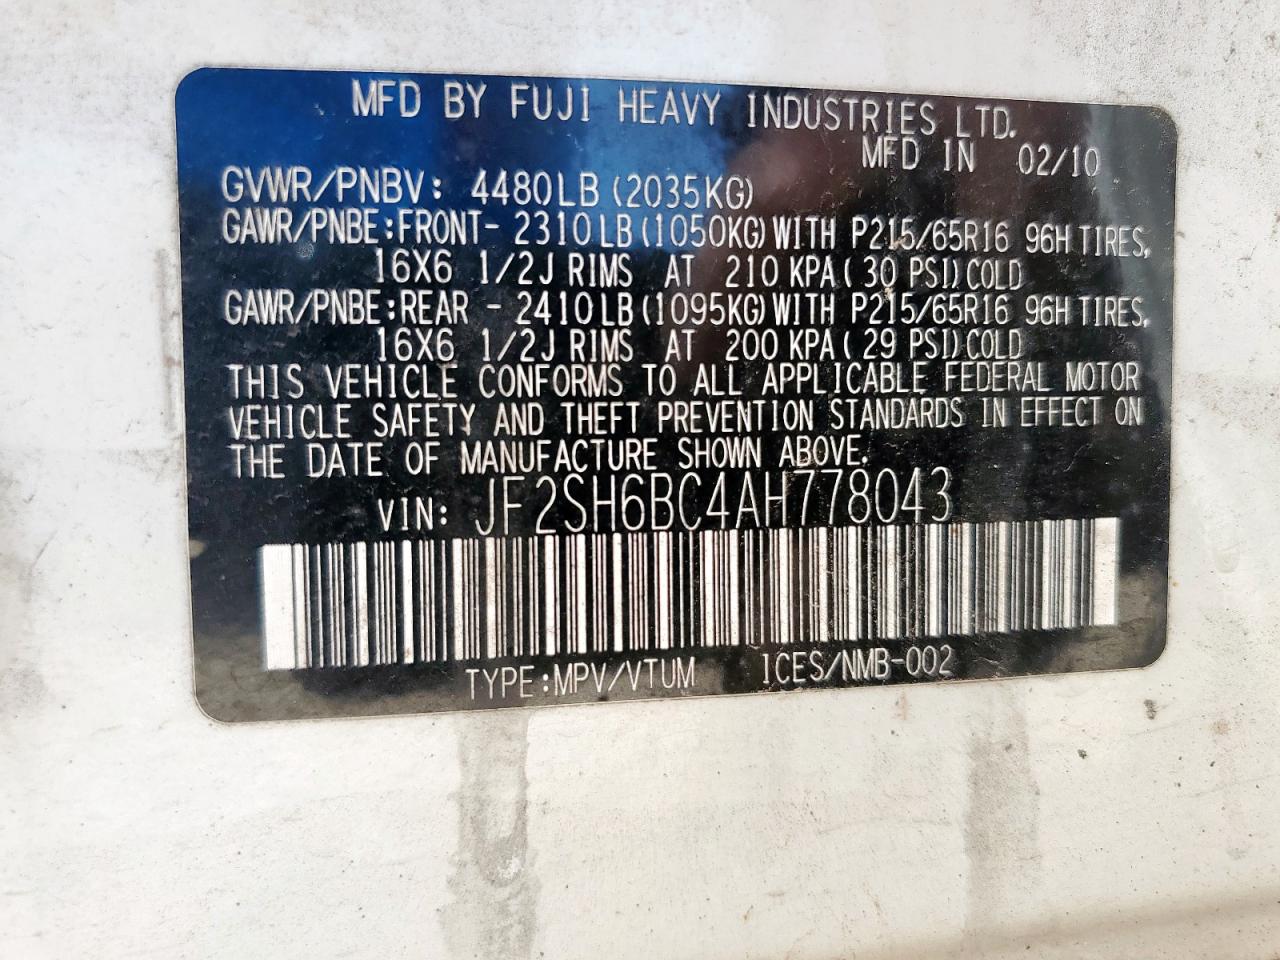 MFD BY FUJI HEAVY INDUSTRIES LTD.
MFD IN 02/10
GVWR/PNBV: 4480LB (2035KG)
GAWR/PNBE:FRONT- 2310LB(1050KG)WITH P215/65R16 96H TIRES,
16X6 1/2J RIMS AT 210 KPA(30 PSI)COLD
GAWR/PNBE:REAR - 2410LB(1095KG)WITH P215/65R16 96H TIRES,
16X6 1/2J RIMS AT 200 KPA(29 PSI)COLD
THIS VEHICLE CONFORMS TO ALL APPLICABLE FEDERAL MOTOR
VEHICLE SAFETY AND THEFT PREVENTION STANDARDS IN EFFECT ON
THE DATE OF MANUFACTURE SHOWN ABOVE.
VIN: JF2SH6BC4AH778043
TYPE:MPV/VTUM ICES/NMB-002